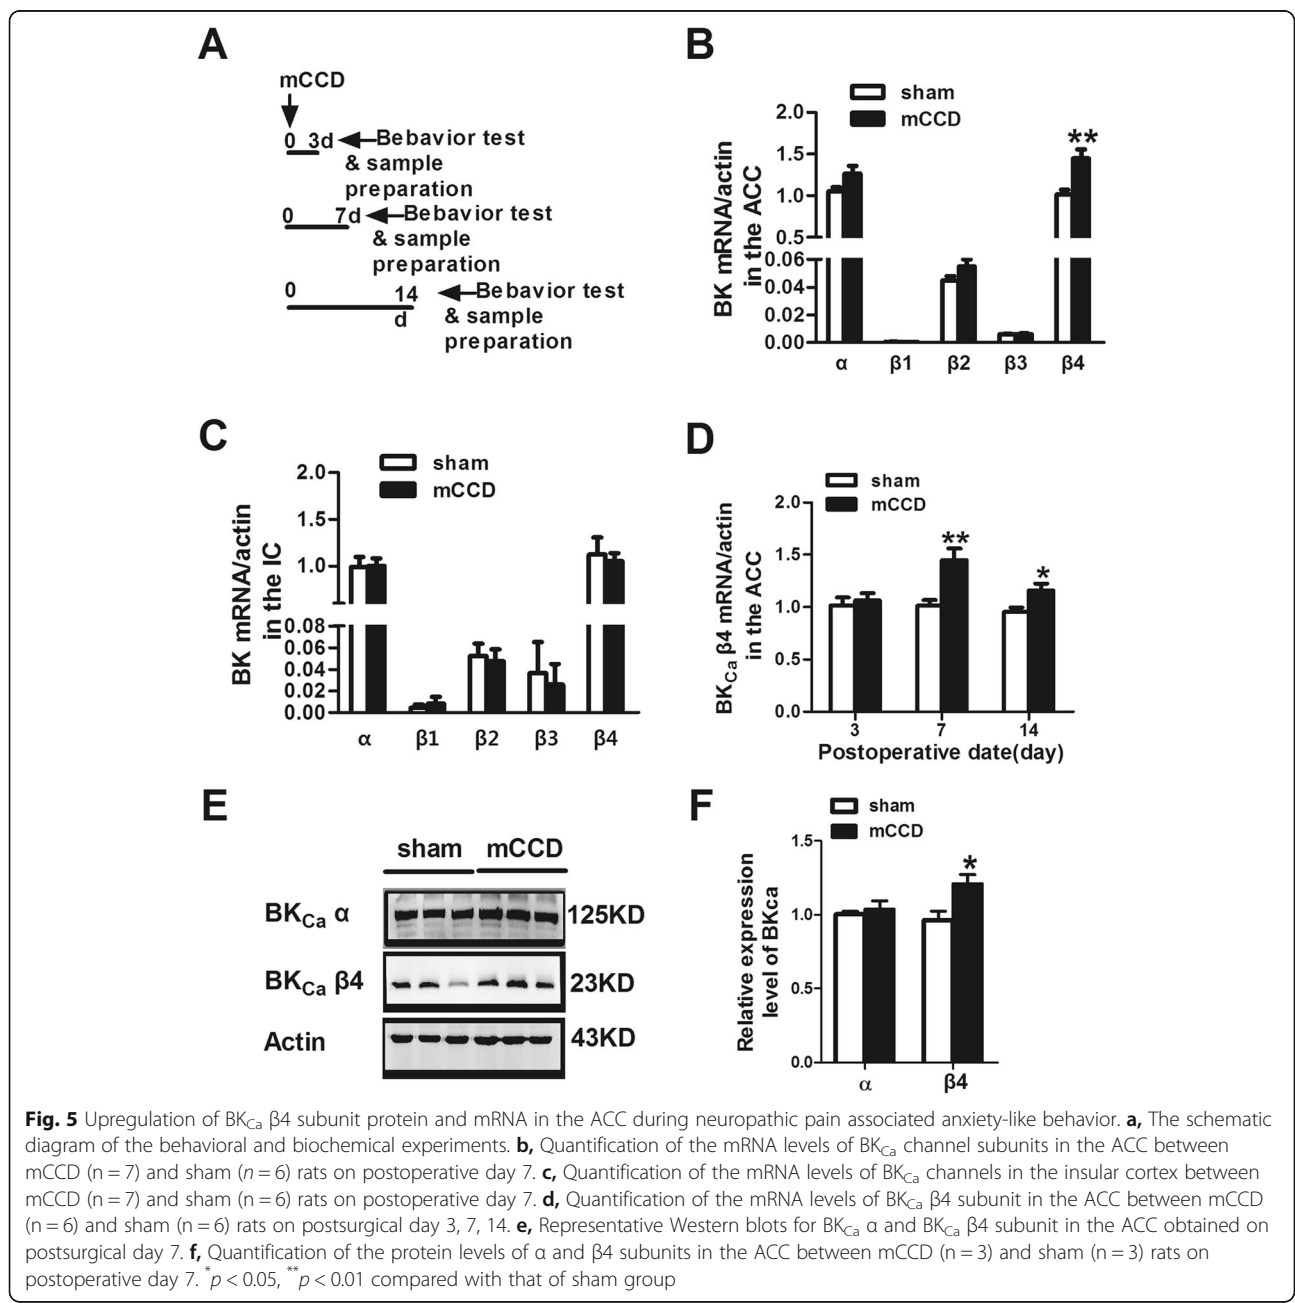 A
mCCD
0 3d Bebavior test
& sample
preparation
0 7d Bebavior test
& sample
preparation
0 14 Bebavior test
d & sample
preparation
B
sham
mCCD
BK mRNA/actin
in the ACC
2.0
1.5
1.0
0.5
0.06
0.04
0.02
0.00
**
α β1 β2 β3 β4
C
sham
mCCD
BK mRNA/actin
in the IC
2.0
1.5
1.0
0.08
0.06
0.04
0.02
0.00
α β1 β2 β3 β4
D
sham
mCCD
BKCa β4 mRNA/actin
in the ACC
2.0
1.5
1.0
0.5
0.0
**
*
3 7 14
Postoperative date(day)
E
sham mCCD
BKCa α 125KD
BKCa β4 23KD
Actin 43KD
F
sham
mCCD
Relative expression
level of BKca
1.5
1.0
0.5
0.0
*
α β4
Fig. 5 Upregulation of BKCa β4 subunit protein and mRNA in the ACC during neuropathic pain associated anxiety-like behavior. a, The schematic
diagram of the behavioral and biochemical experiments. b, Quantification of the mRNA levels of BKCa channel subunits in the ACC between
mCCD (n = 7) and sham (n = 6) rats on postoperative day 7. c, Quantification of the mRNA levels of BKCa channels in the insular cortex between
mCCD (n = 7) and sham (n = 6) rats on postoperative day 7. d, Quantification of the mRNA levels of BKCa β4 subunit in the ACC between mCCD
(n = 6) and sham (n = 6) rats on postsurgical day 3, 7, 14. e, Representative Western blots for BKCa α and BKCa β4 subunit in the ACC obtained on
postsurgical day 7. f, Quantification of the protein levels of α and β4 subunits in the ACC between mCCD (n = 3) and sham (n = 3) rats on
postoperative day 7. *p < 0.05, **p < 0.01 compared with that of sham group